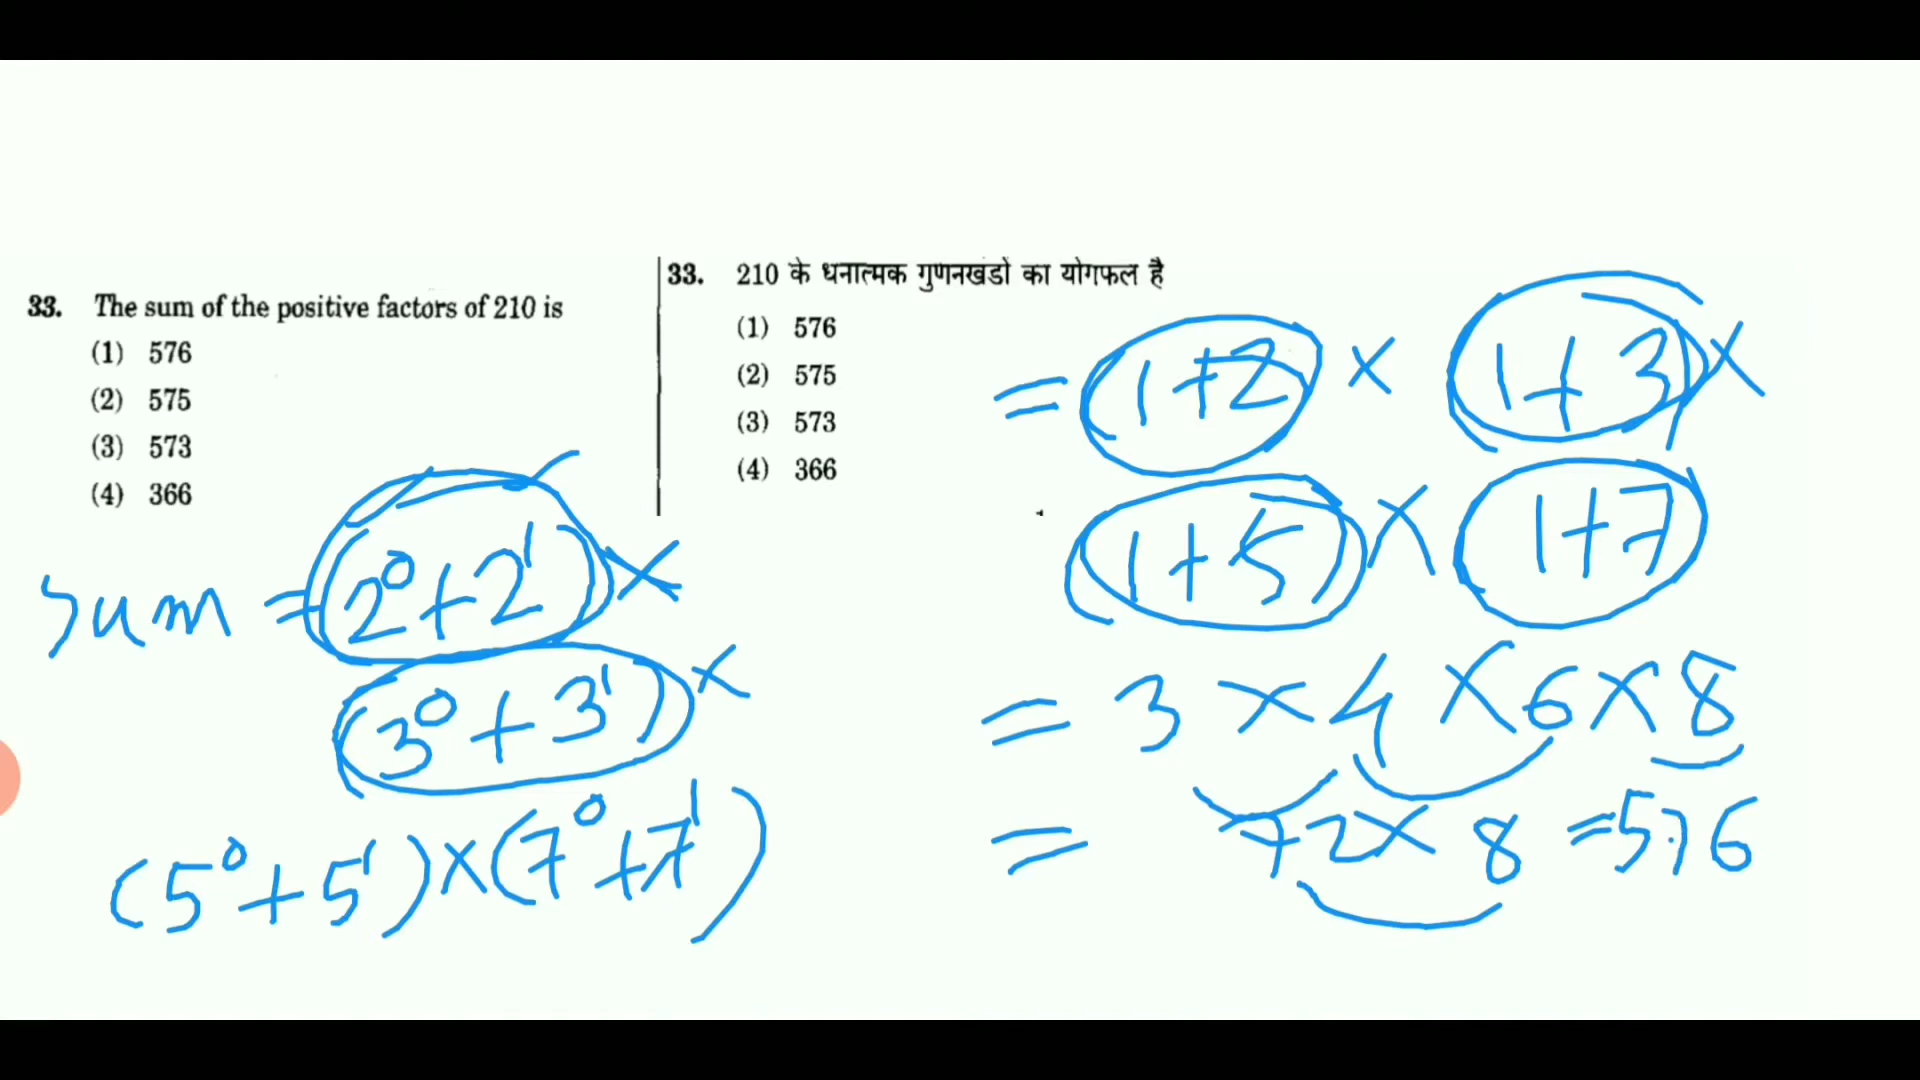 33. The sum of the positive factors of 210 is
(1) 576
(2) 575
(3) 573
(4) 366
33. 210 के धनात्मक गुणनखंडों का योगफल है
(1) 576
(2) 575
(3) 573
(4) 366
sum = (2⁰+2¹) ×
(3⁰+3¹) ×
(5⁰+5¹)×(7⁰+7¹)
= (1+2 × (1+3) ×
(1+5) × 1+7
= 3 × 4 × 6 × 8
= 72 × 8 = 576